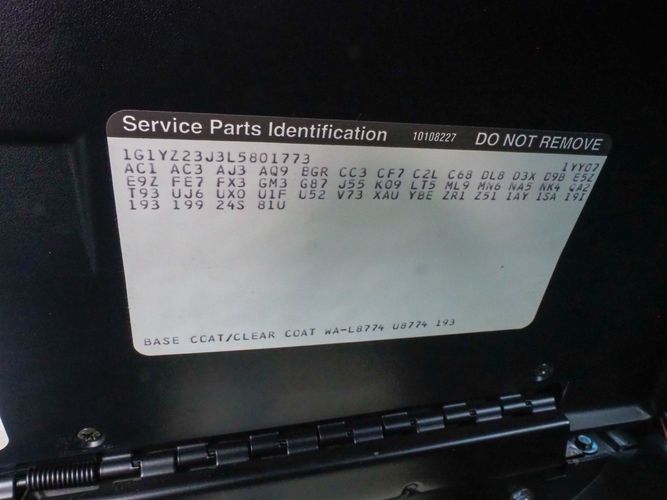 Service Parts Identification 10108227 DO NOT REMOVE
1G1YZ23J3L5801773 1YY07
AC1 AC3 AJ3 AQ9 BGR CC3 CF7 C2L C68 DL8 D3X D9B E5Z
E9Z FE7 FX3 GM3 G87 J55 K09 LT5 ML9 MN6 NA5 NK4 QA2
T93 UJ6 UX0 U1F U52 V73 XAU YBE ZR1 Z51 1AY 1SA 19I
193 199 24S 81U
BASE COAT/CLEAR COAT WA-L8774 U8774 193